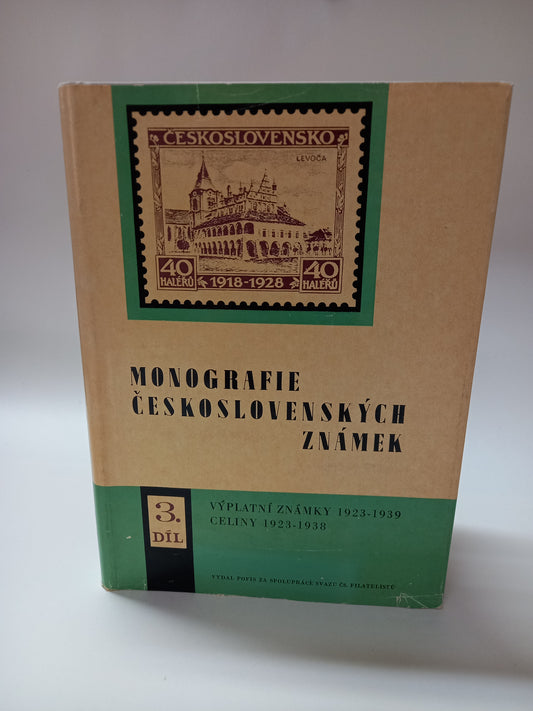 ČESKOSLOVENSKO
LEVOČA
40 40
HALÉŘŮ 1918-1928 HALÉŘŮ
MONOGRAFIE
ČESKOSLOVENSKÝCH
ZNÁMEK
3. VÝPLATNÍ ZNÁMKY 1923-1939
DÍL CELINY 1923-1938
VYDAL POFIS ZA SPOLUPRÁCE SVAZU ČS. FILATELISTŮ